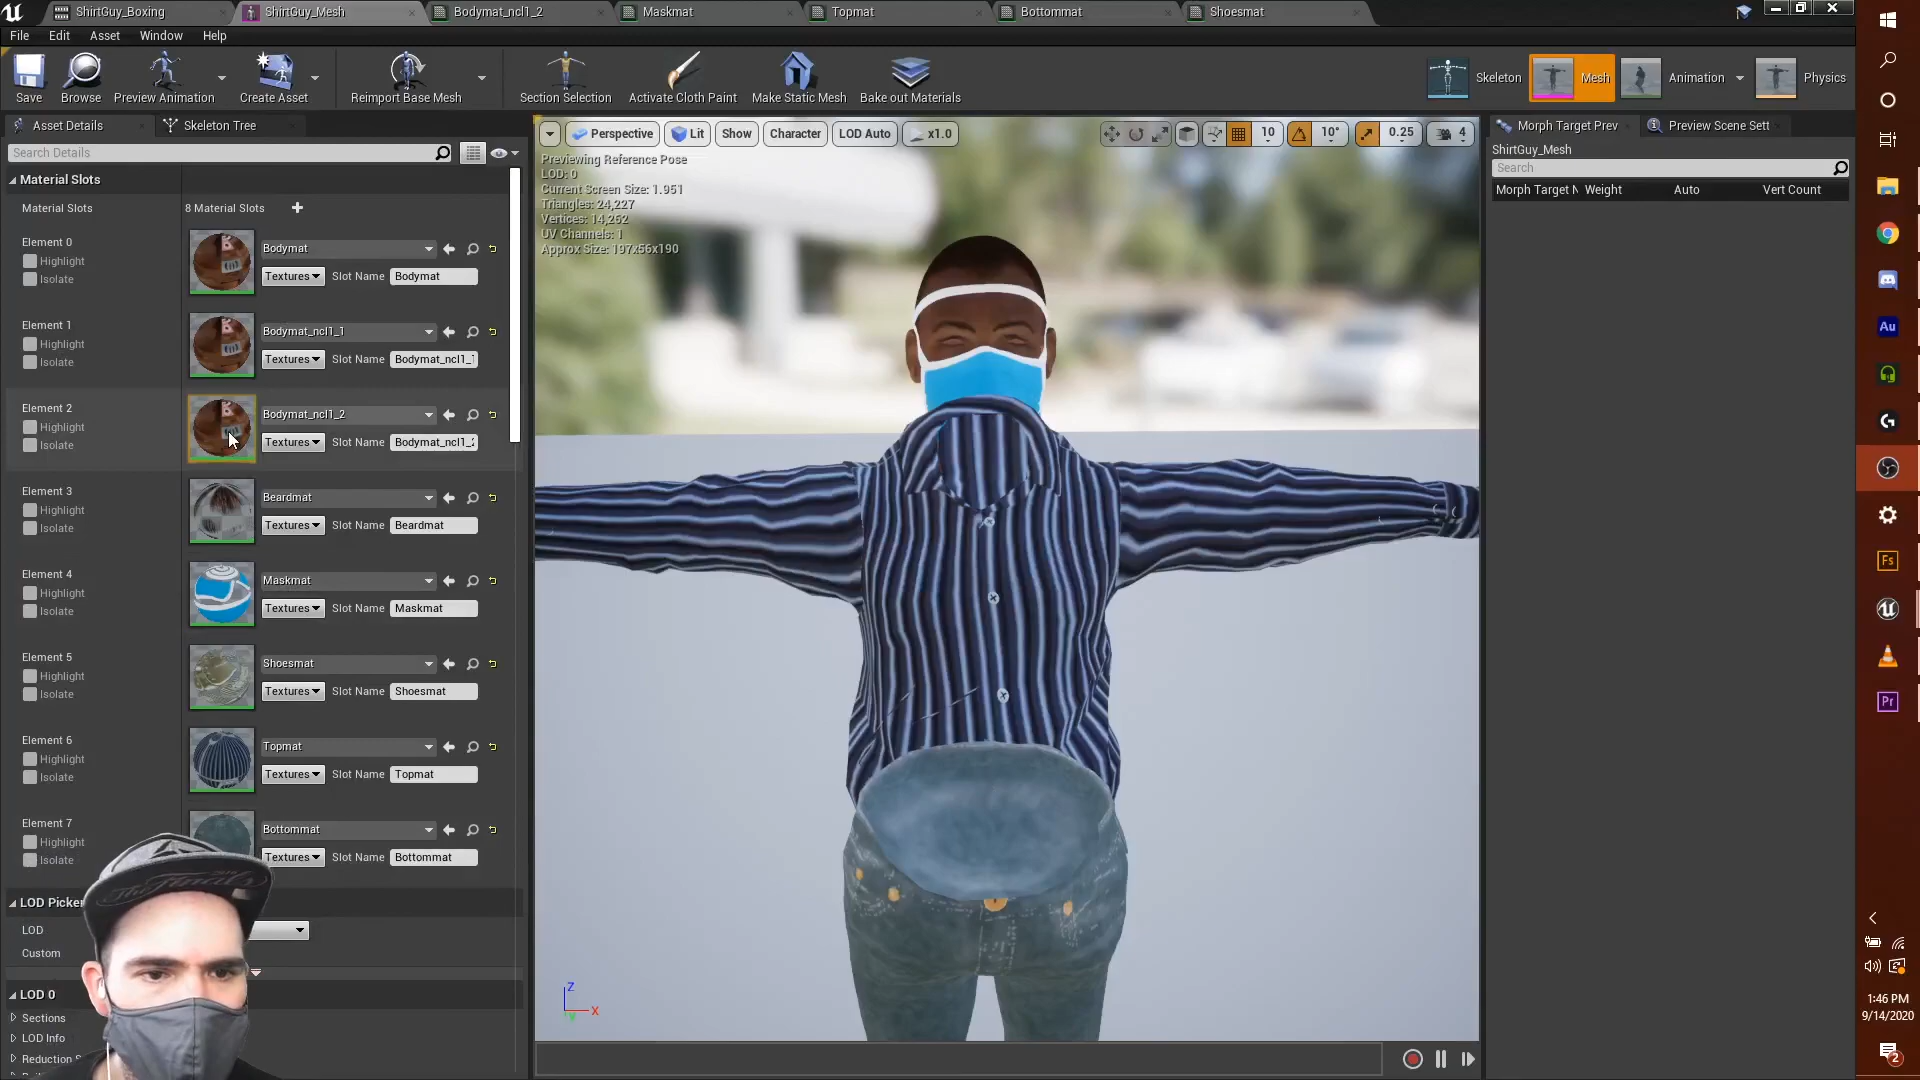 ShirtGuy_Boxing
ShirtGuy_Mesh
Bodymat_ncl1_2
Maskmat
Topmat
Bottommat
Shoesmat
File
Edit
Asset
Window
Help
Save
Browse
Preview Animation
Create Asset
Reimport Base Mesh
Section Selection
Activate Cloth Paint
Make Static Mesh
Bake out Materials
Skeleton
Mesh
Animation
Physics
Asset Details
Skeleton Tree
Search Details
Material Slots
Material Slots
8 Material Slots
Element 0
Highlight
Isolate
Bodymat
Textures
Slot Name
Bodymat
Element 1
Highlight
Isolate
Bodymat_ncl1_1
Textures
Slot Name
Bodymat_ncl1_1
Element 2
Highlight
Isolate
Bodymat_ncl1_2
Textures
Slot Name
Bodymat_ncl1_2
Element 3
Highlight
Isolate
Beardmat
Textures
Slot Name
Beardmat
Element 4
Highlight
Isolate
Maskmat
Textures
Slot Name
Maskmat
Element 5
Highlight
Isolate
Shoesmat
Textures
Slot Name
Shoesmat
Element 6
Highlight
Isolate
Topmat
Textures
Slot Name
Topmat
Element 7
Highlight
Isolate
Bottommat
Textures
Slot Name
Bottommat
LOD Picker
LOD
Custom
LOD 0
Sections
LOD Info
Reduction S
Perspective
Lit
Show
Character
LOD Auto
x1.0
10
10°
0.25
4
Previewing Reference Pose
LOD: 0
Current Screen Size: 1.951
Triangles: 24,227
Vertices: 14,262
UV Channels: 1
Approx Size: 197x56x190
Z
X
Y
Morph Target Prev
Preview Scene Sett
ShirtGuy_Mesh
Search
Morph Target N
Weight
Auto
Vert Count
Au
Fs
Pr
1:46 PM
9/14/2020
2